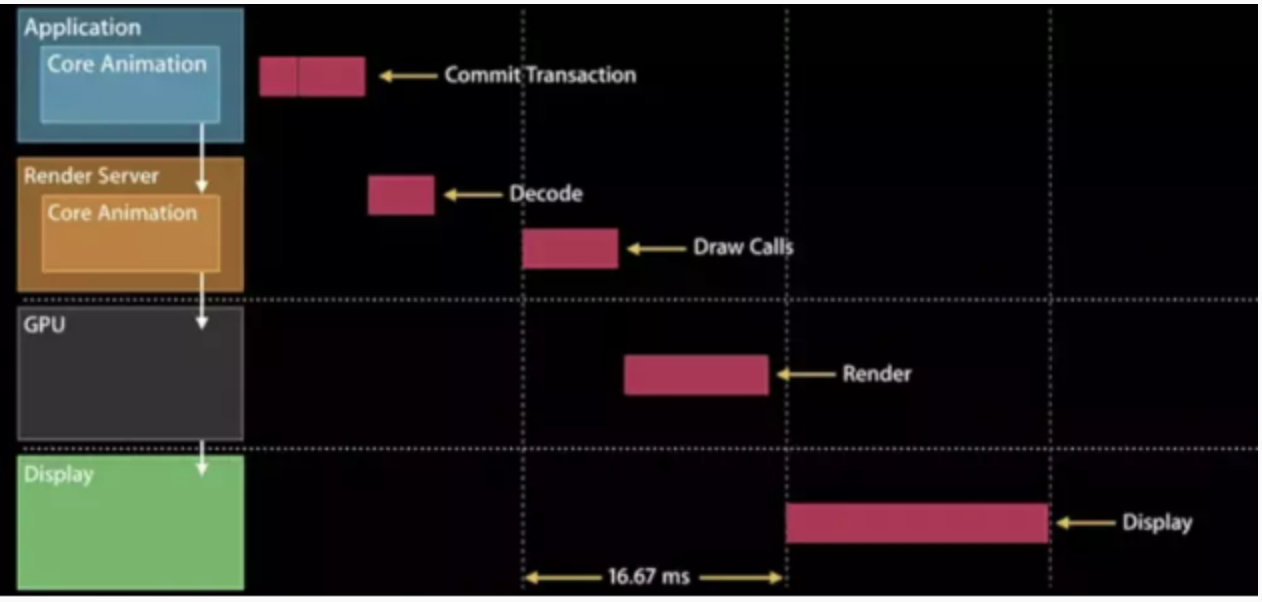 Application
Core Animation
Commit Transaction
Render Server
Core Animation
Decode
Draw Calls
GPU
Render
Display
Display
16.67 ms